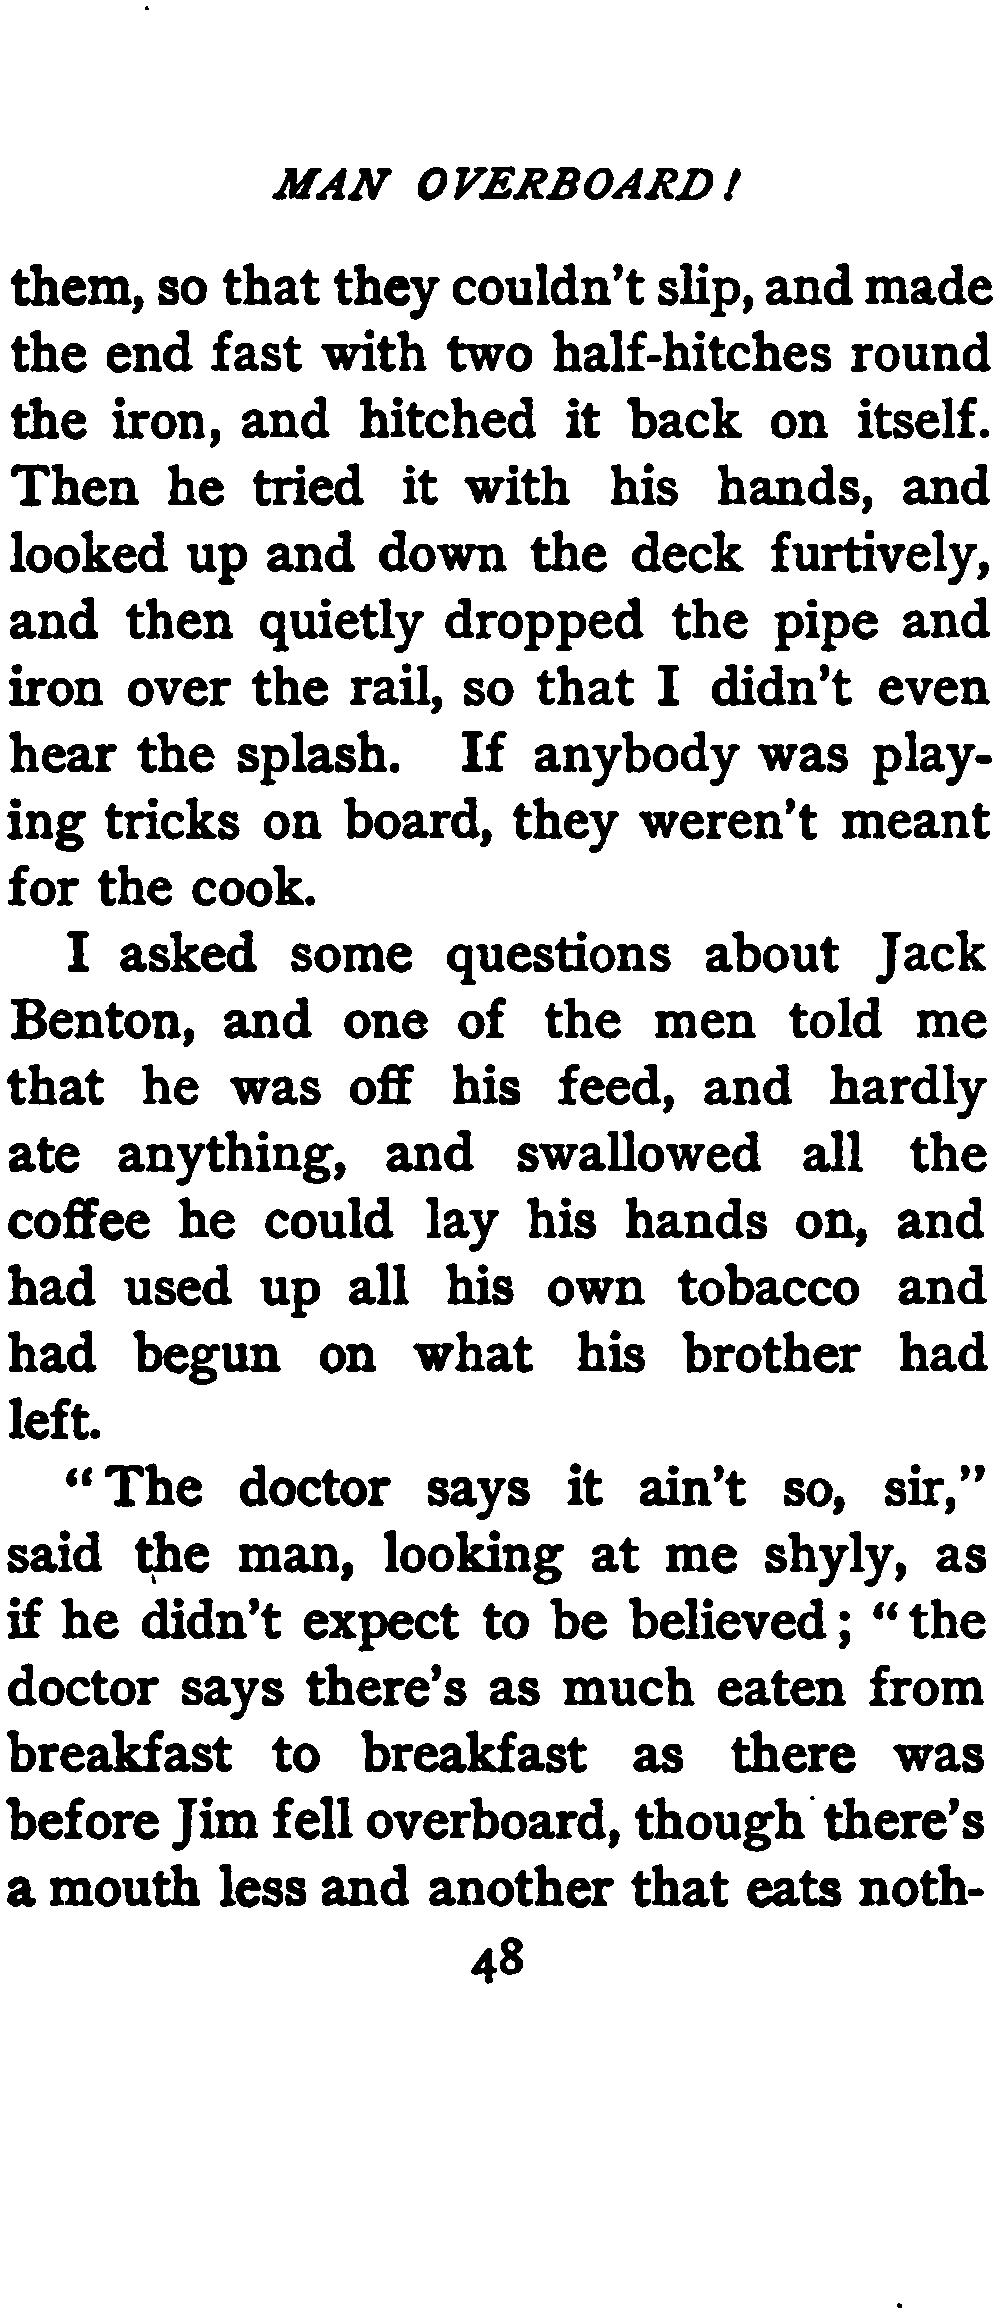 MAN OVERBOARD!
them, so that they couldn't slip, and made
the end fast with two half-hitches round
the iron, and hitched it back on itself.
Then he tried it with his hands, and
looked up and down the deck furtively,
and then quietly dropped the pipe and
iron over the rail, so that I didn't even
hear the splash. If anybody was play-
ing tricks on board, they weren't meant
for the cook.
I asked some questions about Jack
Benton, and one of the men told me
that he was off his feed, and hardly
ate anything, and swallowed all the
coffee he could lay his hands on, and
had used up all his own tobacco and
had begun on what his brother had
left.
"The doctor says it ain't so, sir,"
said the man, looking at me shyly, as
if he didn't expect to be believed; "the
doctor says there's as much eaten from
breakfast to breakfast as there was
before Jim fell overboard, though there's
a mouth less and another that eats noth-
48